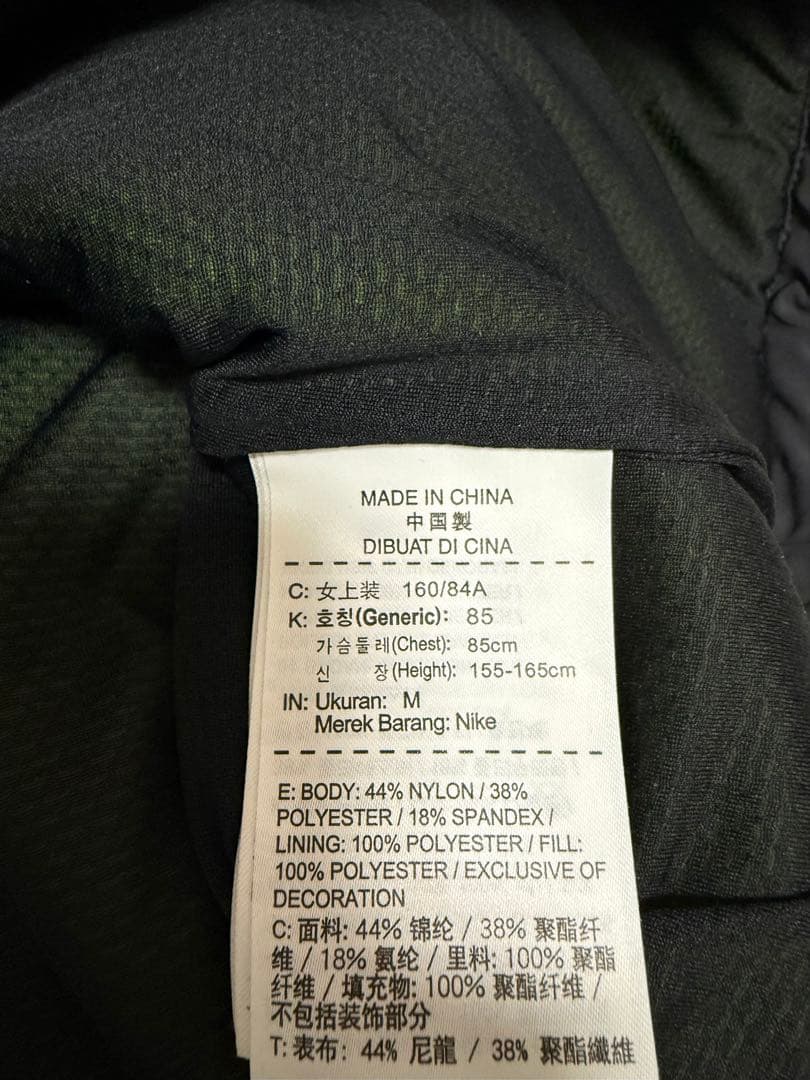 MADE IN CHINA
中国製
DIBUAT DI CINA
C: 女上装 160/84A
K: 호칭(Generic): 85
가슴둘레(Chest): 85cm
신 장(Height): 155-165cm
IN: Ukuran: M
Merek Barang: Nike
E: BODY: 44% NYLON / 38%
POLYESTER / 18% SPANDEX /
LINING: 100% POLYESTER / FILL:
100% POLYESTER / EXCLUSIVE OF
DECORATION
C: 面料: 44% 锦纶 / 38% 聚酯纤
维 / 18% 氨纶 / 里料: 100% 聚酯
纤维 / 填充物: 100% 聚酯纤维 /
不包括装饰部分
T: 表布: 44% 尼龍 / 38% 聚酯纖維